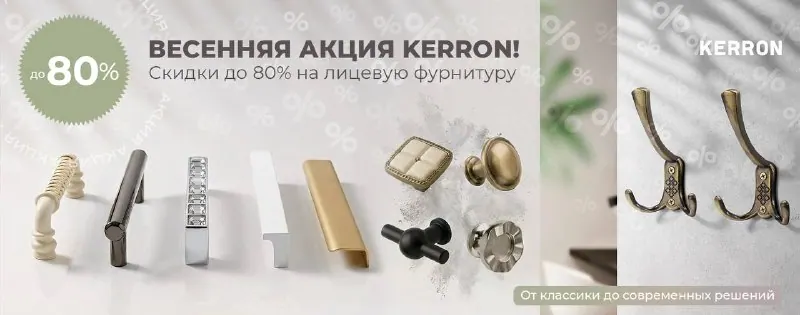 до 80%
ВЕСЕННЯЯ АКЦИЯ KERRON!
Скидки до 80% на лицевую фурнитуру
KERRON
От классики до современных решений